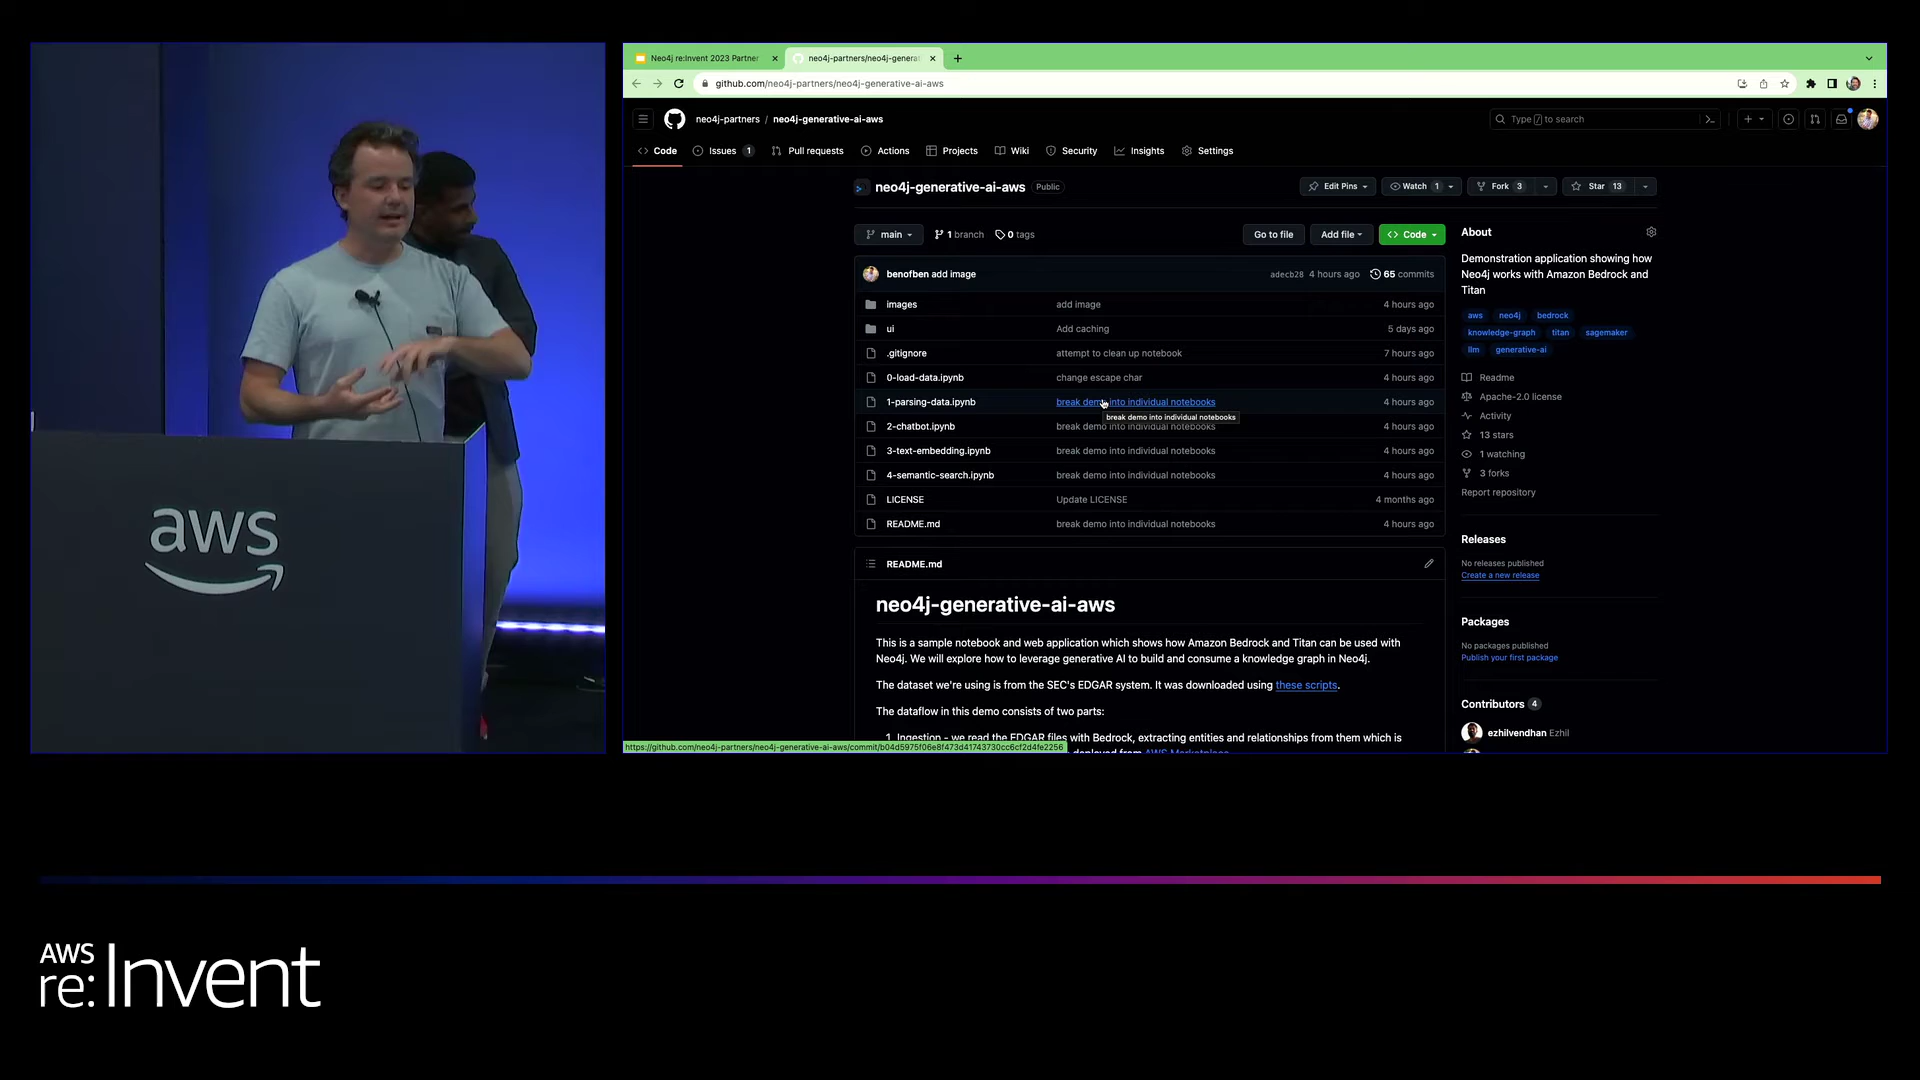 Neo4j re:Invent 2023 Partner
neo4j-partners/neo4j-genera
github.com/neo4j-partners/neo4j-generative-ai-aws
neo4j-partners / neo4j-generative-ai-aws
Type / to search
Code
Issues 1
Pull requests
Actions
Projects
Wiki
Security
Insights
Settings
neo4j-generative-ai-aws Public
Edit Pins
Watch 1
Fork 3
Star 13
main
1 branch
0 tags
Go to file
Add file
Code
benofben add image adecb28 4 hours ago 65 commits
images add image 4 hours ago
ui Add caching 5 days ago
.gitignore attempt to clean up notebook 7 hours ago
0-load-data.ipynb change escape char 4 hours ago
1-parsing-data.ipynb break demo into individual notebooks 4 hours ago
break demo into individual notebooks
2-chatbot.ipynb break demo into individual notebooks 4 hours ago
3-text-embedding.ipynb break demo into individual notebooks 4 hours ago
4-semantic-search.ipynb break demo into individual notebooks 4 hours ago
LICENSE Update LICENSE 4 months ago
README.md break demo into individual notebooks 4 hours ago
README.md
neo4j-generative-ai-aws
This is a sample notebook and web application which shows how Amazon Bedrock and Titan can be used with
Neo4j. We will explore how to leverage generative AI to build and consume a knowledge graph in Neo4j.
The dataset we're using is from the SEC's EDGAR system. It was downloaded using these scripts.
The dataflow in this demo consists of two parts:
1. Ingestion - we read the EDGAR files with Bedrock, extracting entities and relationships from them which is
deployed from AWS Marketplace.
https://github.com/neo4j-partners/neo4j-generative-ai-aws/commit/b04d5975f06e8f473d41743730cc6cf2d4fe2256
About
Demonstration application showing how
Neo4j works with Amazon Bedrock and
Titan
aws neo4j bedrock
knowledge-graph titan sagemaker
llm generative-ai
Readme
Apache-2.0 license
Activity
13 stars
1 watching
3 forks
Report repository
Releases
No releases published
Create a new release
Packages
No packages published
Publish your first package
Contributors 4
ezhilvendhan Ezhil
aws
AWS
re:Invent